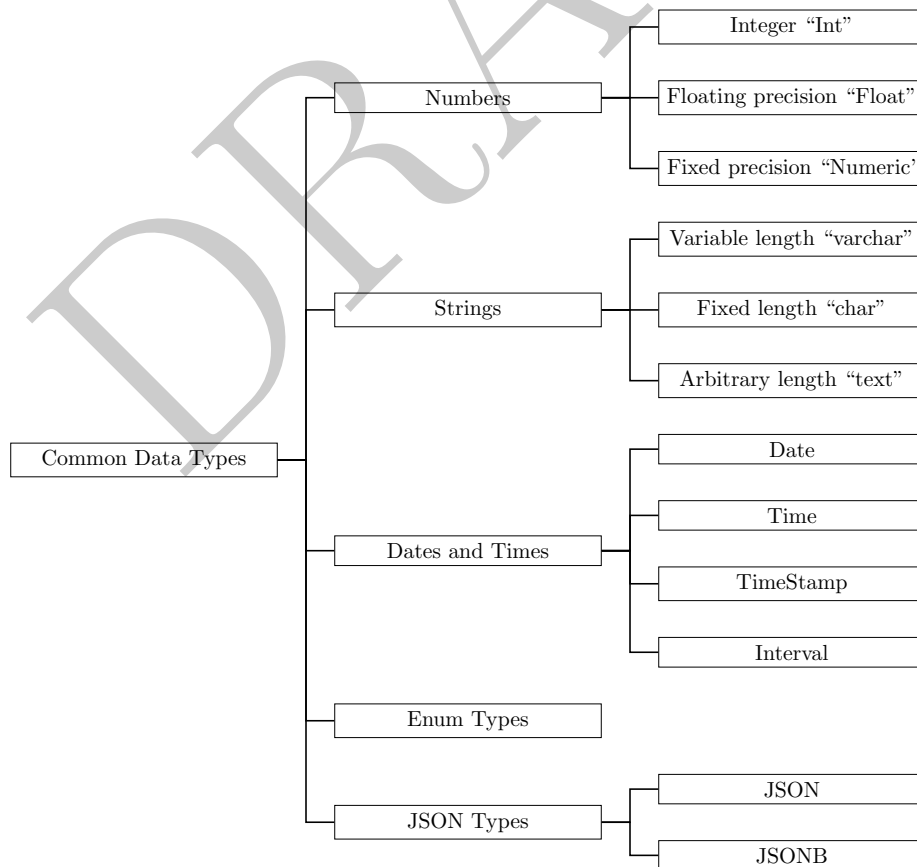 Common Data Types
Numbers
Integer “Int”
Floating precision “Float”
Fixed precision “Numeric”
Strings
Variable length “varchar”
Fixed length “char”
Arbitrary length “text”
Dates and Times
Date
Time
TimeStamp
Interval
Enum Types
JSON Types
JSON
JSONB
DRA